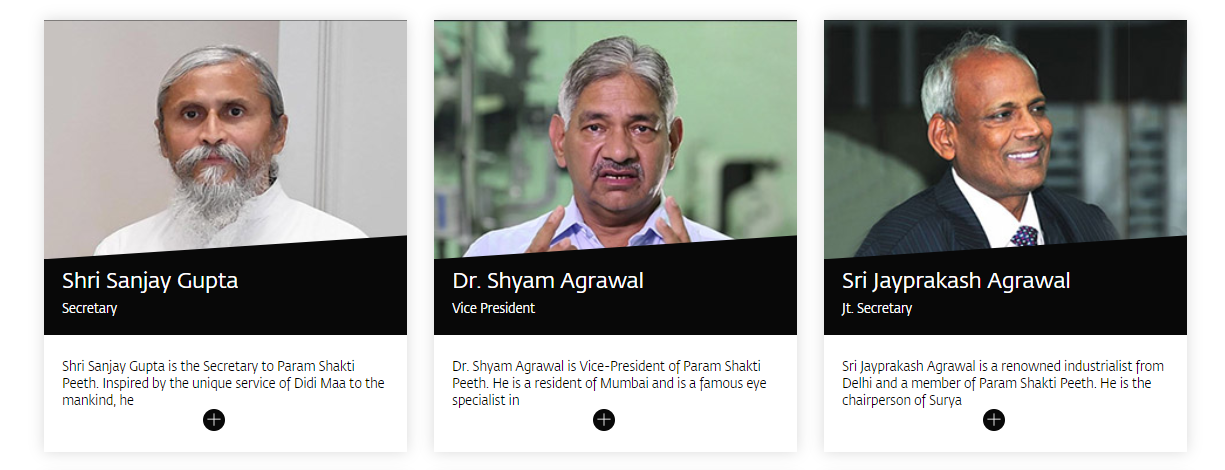 Shri Sanjay Gupta
Secretary
Shri Sanjay Gupta is the Secretary to Param Shakti
Peeth. Inspired by the unique service of Didi Maa to the
mankind, he
Dr. Shyam Agrawal
Vice President
Dr. Shyam Agrawal is Vice-President of Param Shakti
Peeth. He is a resident of Mumbai and is a famous eye
specialist in
Sri Jayprakash Agrawal
Jt. Secretary
Sri Jayprakash Agrawal is a renowned industrialist from
Delhi and a member of Param Shakti Peeth. He is the
chairperson of Surya